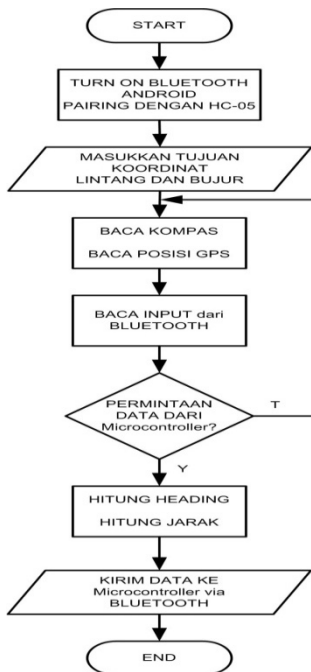 START
TURN ON BLUETOOTH
ANDROID
PAIRING DENGAN HC-05
MASUKKAN TUJUAN
KOORDINAT
LINTANG DAN BUJUR
BACA KOMPAS
BACA POSISI GPS
BACA INPUT dari
BLUETOOTH
PERMINTAAN
DATA DARI
Microcontroller?
T
Y
HITUNG HEADING
HITUNG JARAK
KIRIM DATA KE
Microcontroller via
BLUETOOTH
END